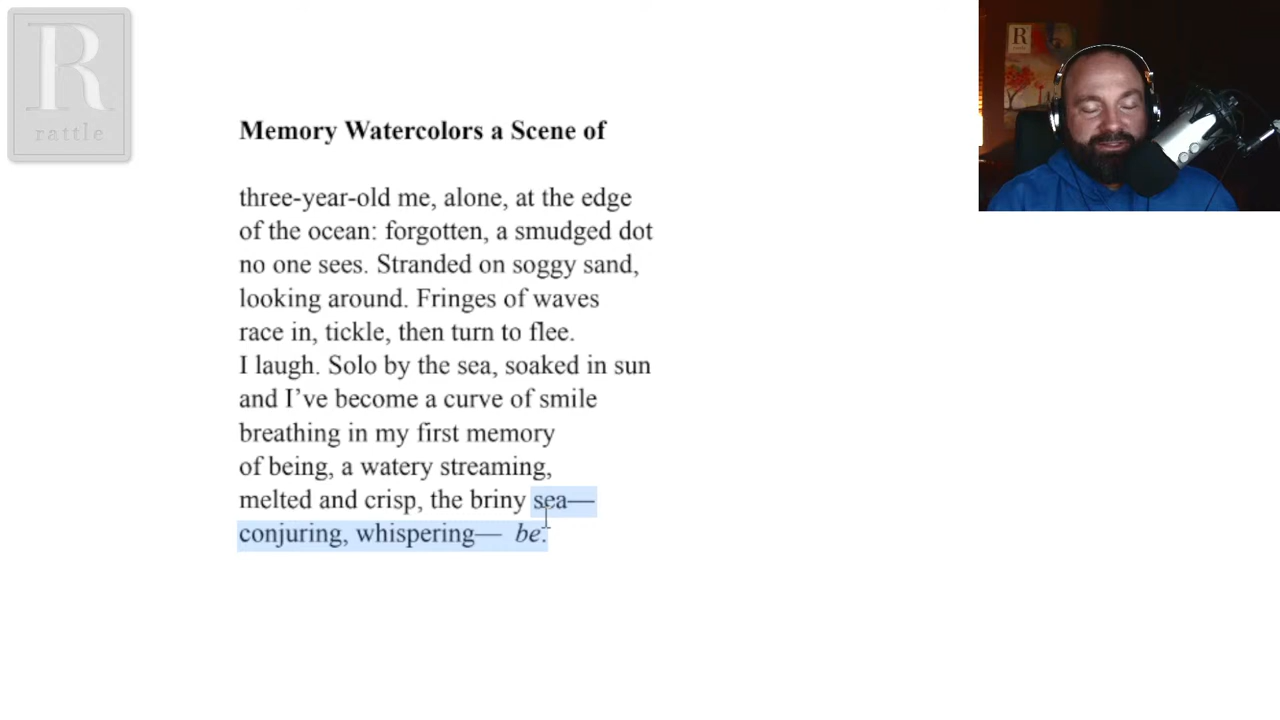 R
rattle
R
Memory Watercolors a Scene of
three-year-old me, alone, at the edge
of the ocean: forgotten, a smudged dot
no one sees. Stranded on soggy sand,
looking around. Fringes of waves
race in, tickle, then turn to flee.
I laugh. Solo by the sea, soaked in sun
and I’ve become a curve of smile
breathing in my first memory
of being, a watery streaming,
melted and crisp, the briny sea—
conjuring, whispering— be.